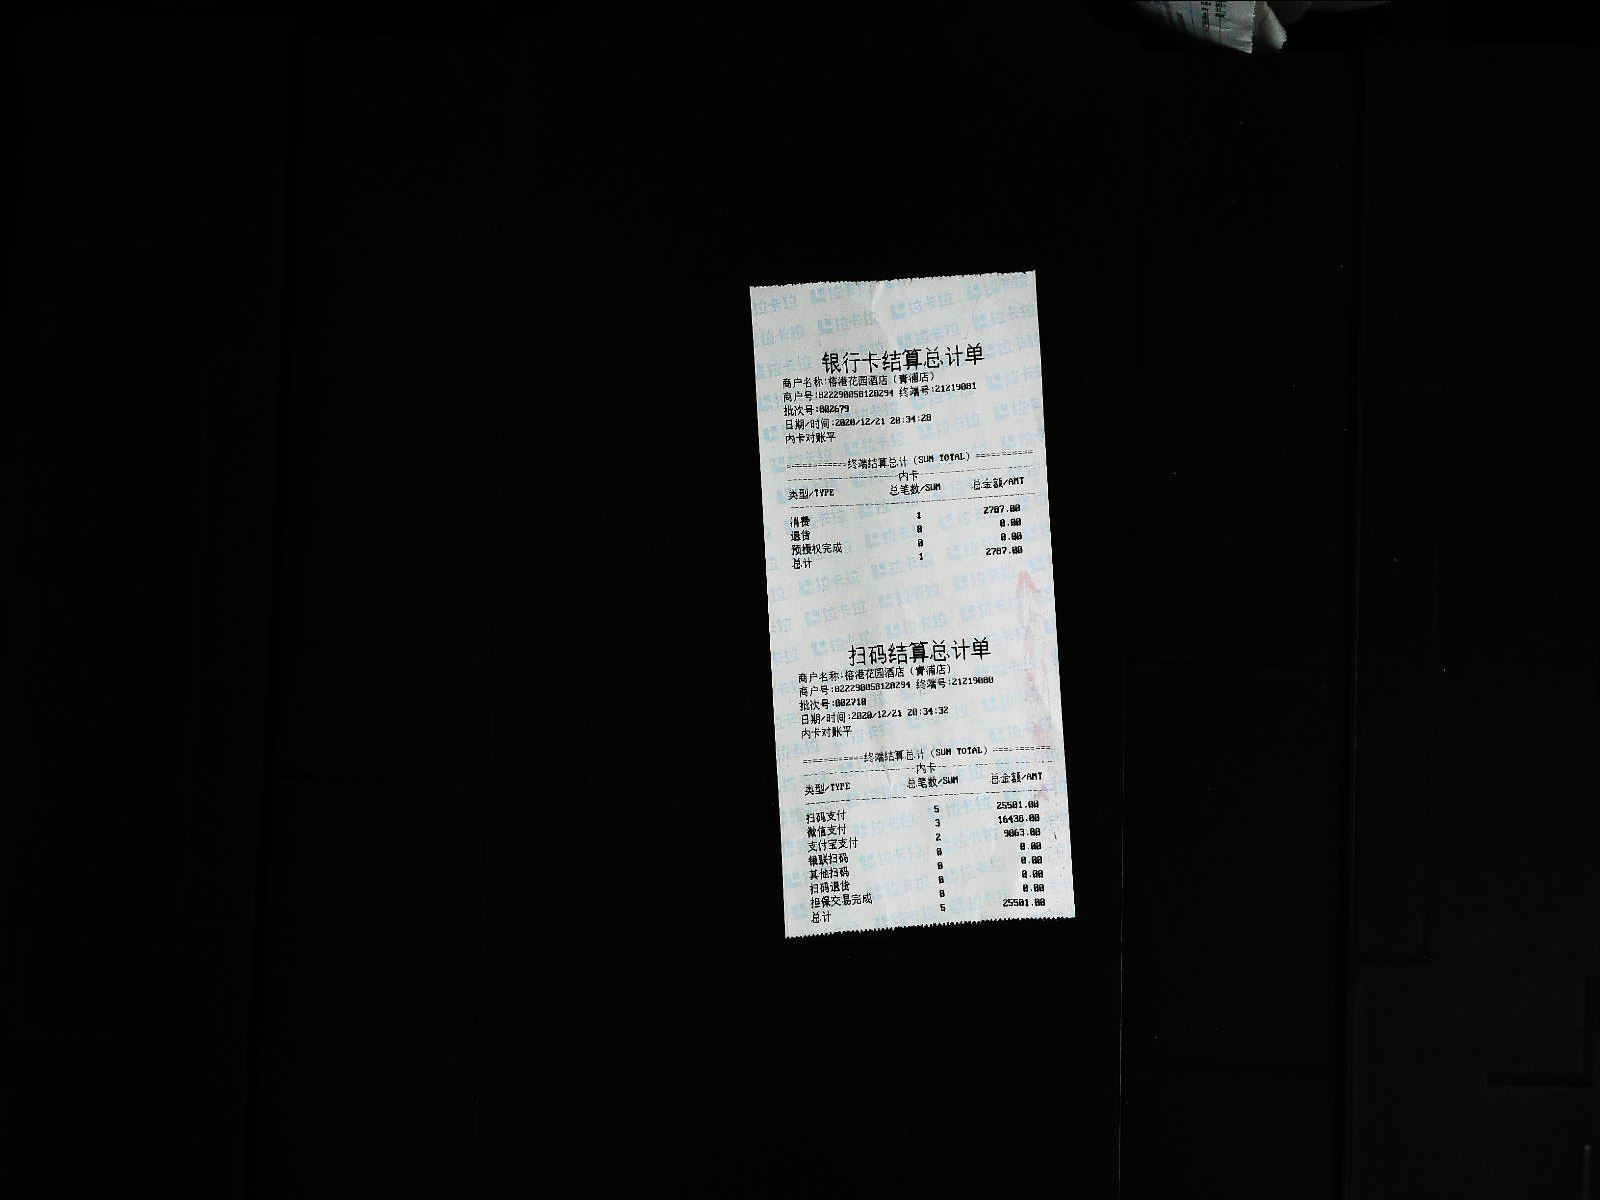 银行卡结算总计单
商户名称:榕港花园酒店(青浦店)
商户号:822290058120294 终端号:21219081
批次号:002679
日期/时间:2020/12/21 20:34:28
内卡对账平
============终端结算总计(SUM TOTAL)============
内卡
类型/TYPE 总笔数/SUM 总金额/AMT
消费 1 2787.00
退货 0 0.00
预授权完成 0 0.00
总计 1 2787.00
扫码结算总计单
商户名称:榕港花园酒店(青浦店)
商户号:822290058120294 终端号:21219080
批次号:002710
日期/时间:2020/12/21 20:34:32
内卡对账平
============终端结算总计(SUM TOTAL)============
内卡
类型/TYPE 总笔数/SUM 总金额/AMT
扫码支付 5 25501.00
微信支付 3 16438.00
支付宝支付 2 9063.00
银联扫码 0 0.00
其他扫码 0 0.00
扫码退货 0 0.00
担保交易完成 0 0.00
总计 5 25501.00